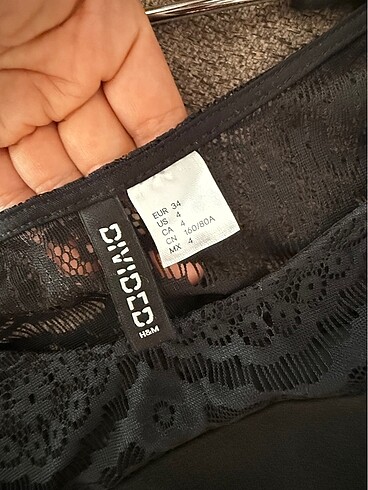 EUR 34
US 4
CA 4
CN 160/80A
MX 4
DIVIDED
H&M